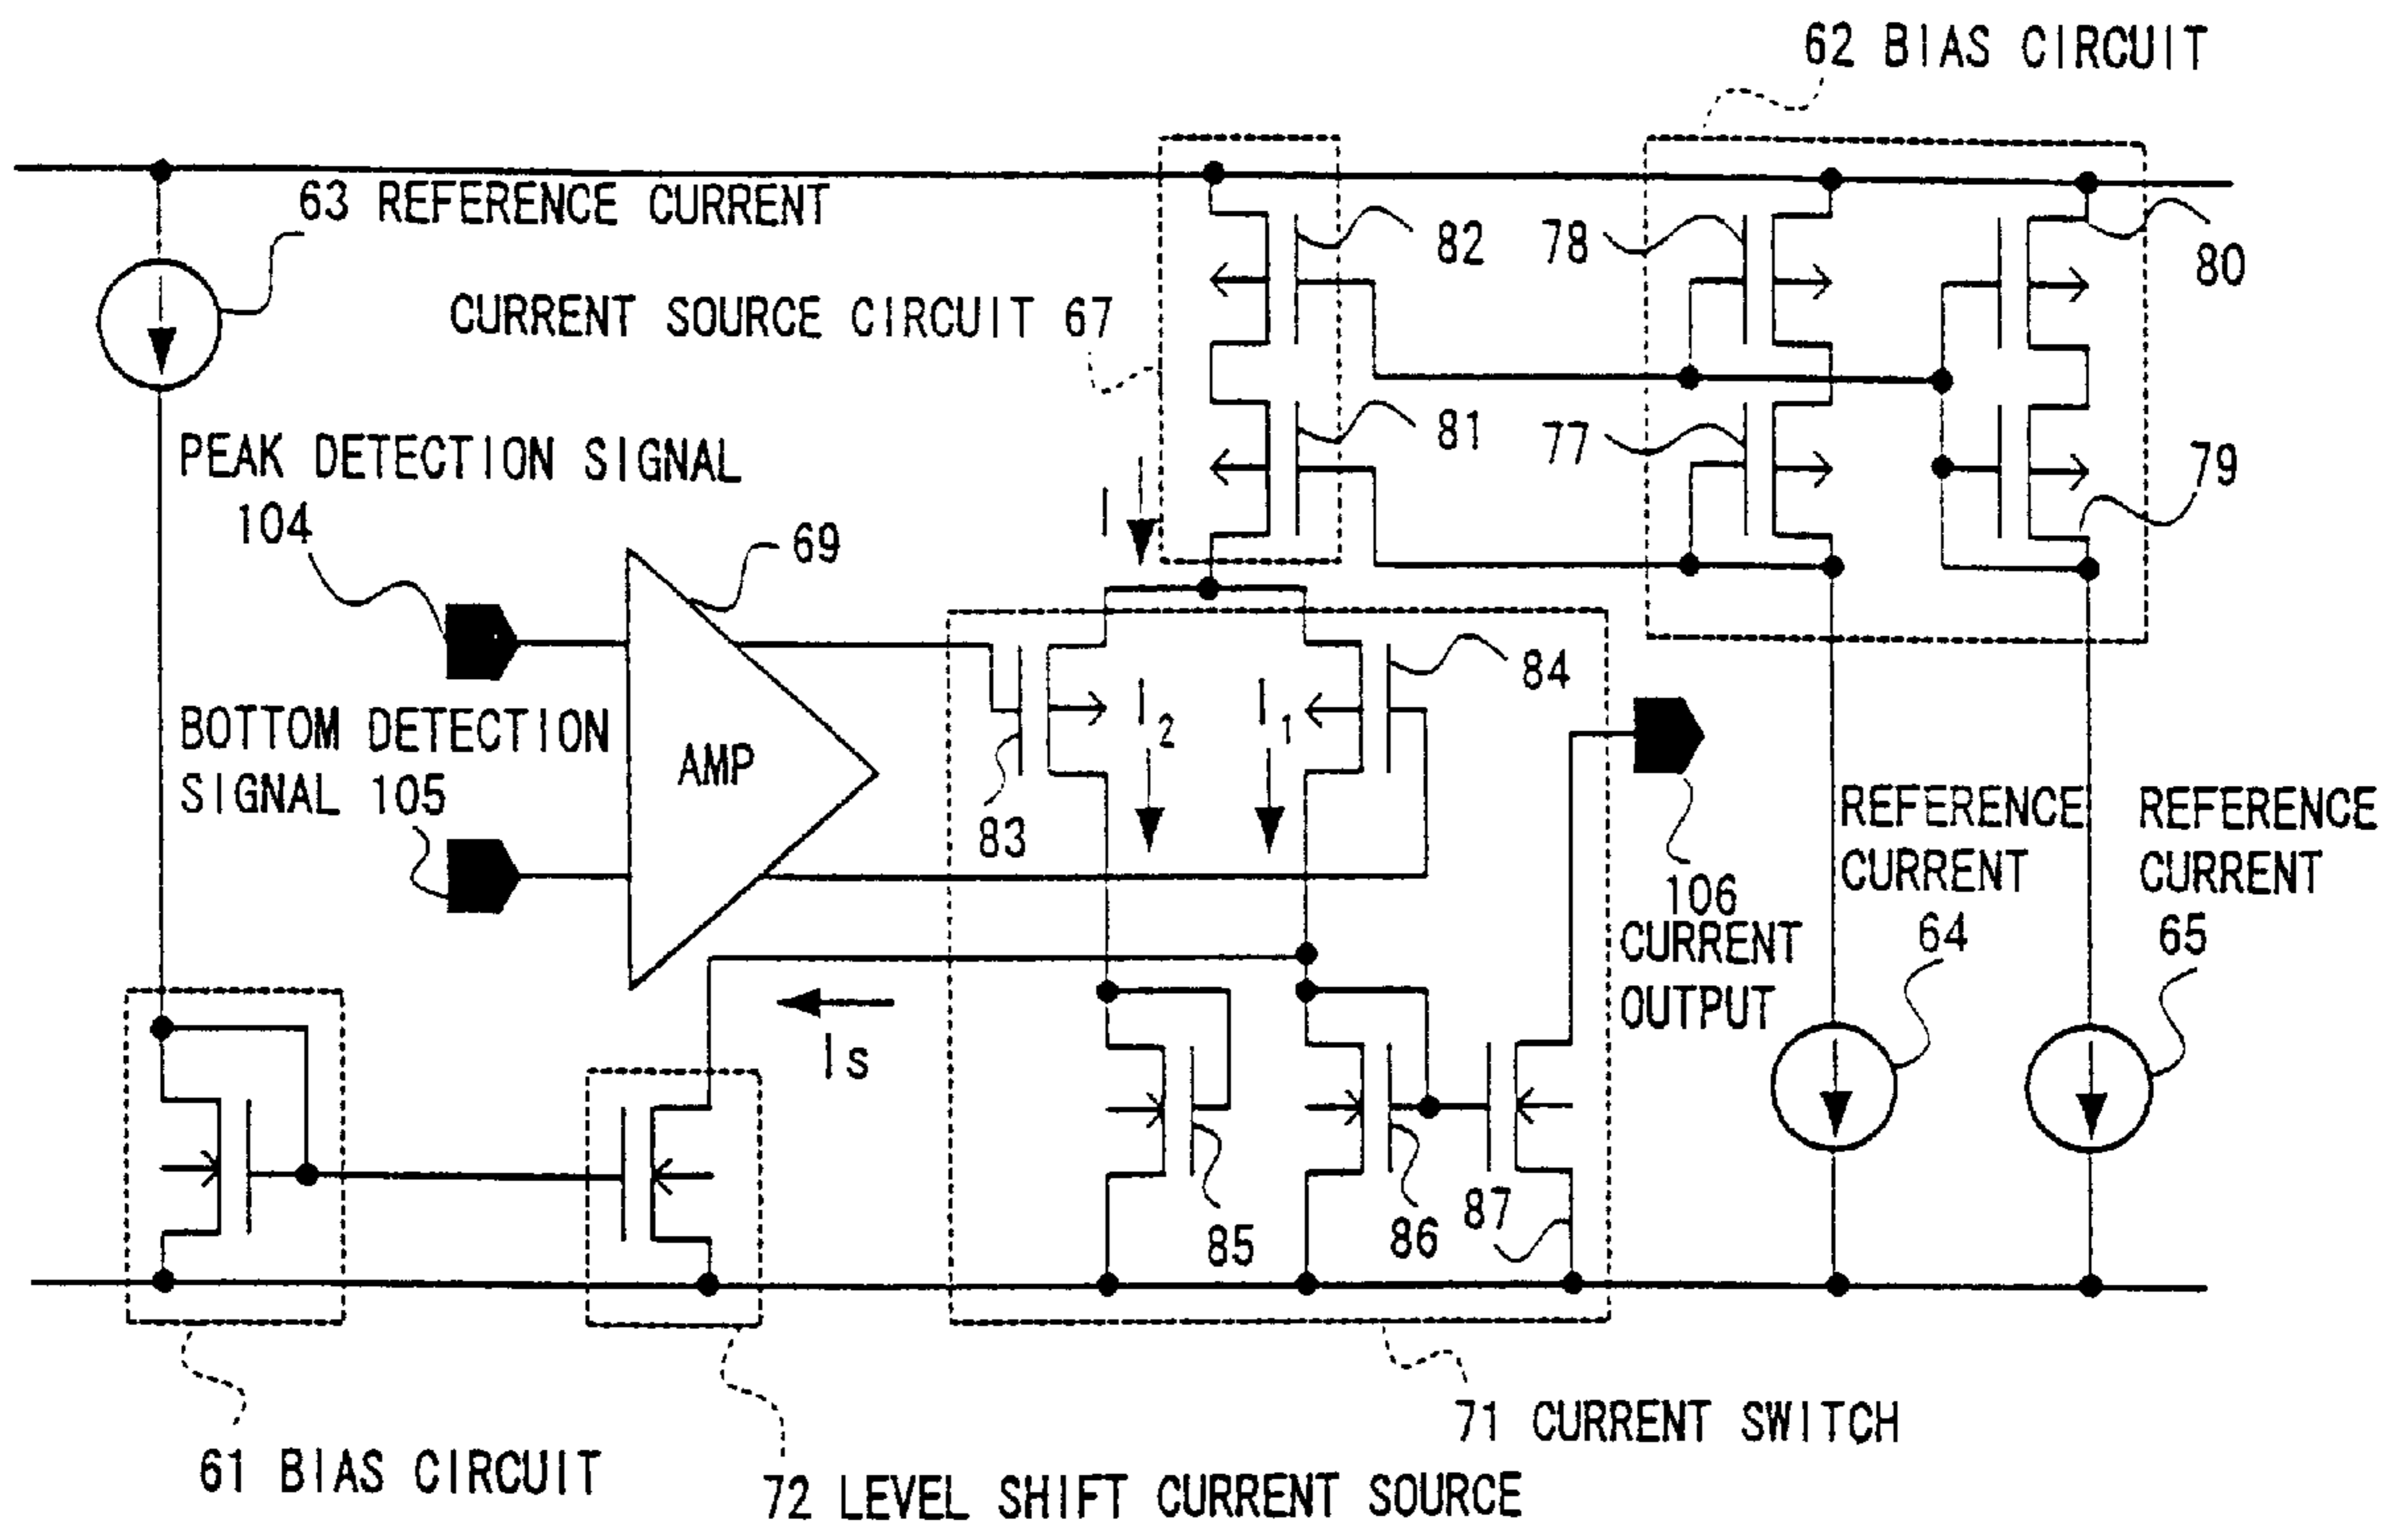 62 BIAS CIRCUIT
63 REFERENCE CURRENT
82
78
80
CURRENT SOURCE CIRCUIT 67
81
77
79
PEAK DETECTION SIGNAL
104
I
69
84
BOTTOM DETECTION
SIGNAL 105
AMP
I2
I1
83
REFERENCE
CURRENT
64
REFERENCE
CURRENT
65
106
CURRENT
OUTPUT
Is
85
86
87
71 CURRENT SWITCH
61 BIAS CIRCUIT
72 LEVEL SHIFT CURRENT SOURCE